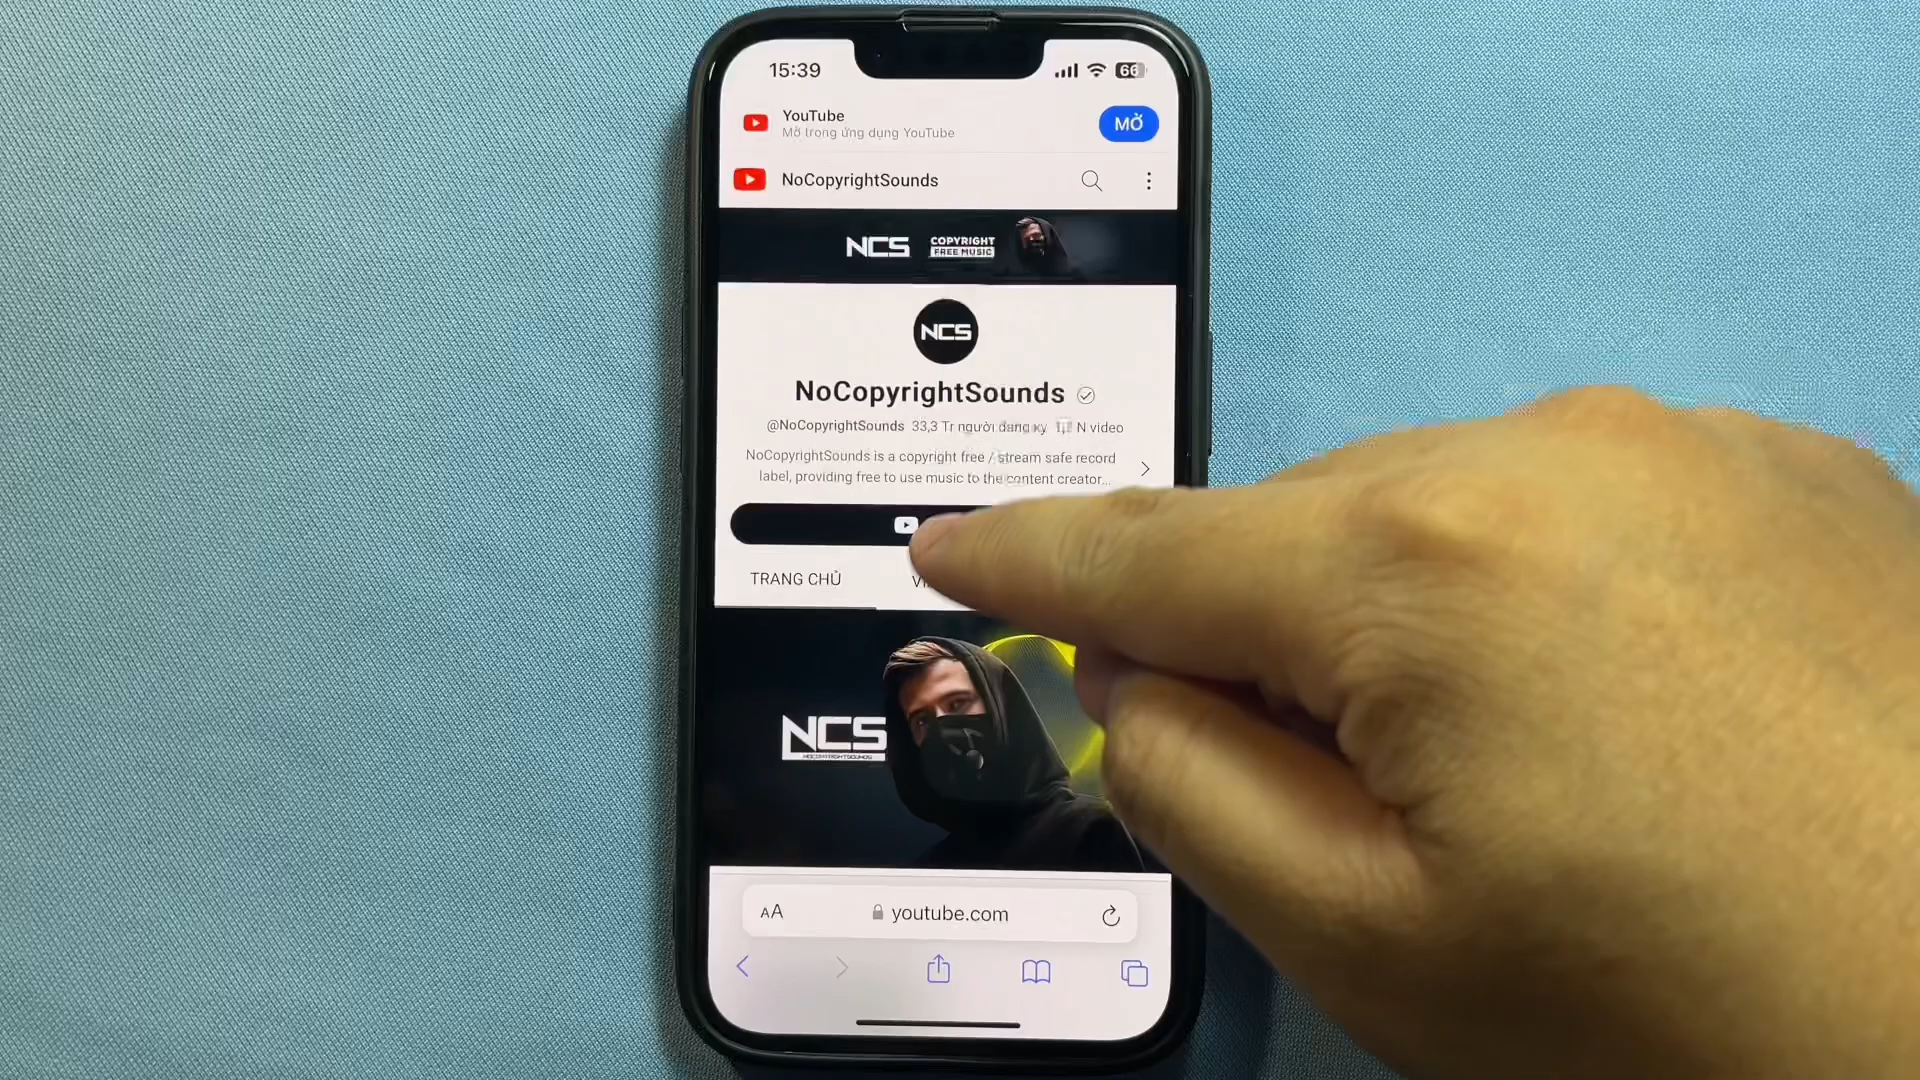 15:39
66
YouTube
Mở trong ứng dụng YouTube
MỞ
NoCopyrightSounds
NCS
COPYRIGHT
FREE MUSIC
NCS
NoCopyrightSounds
@NoCopyrightSounds 33,3 Tr người đăng ký N video
NoCopyrightSounds is a copyright free / stream safe record
label, providing free to use music to the content creator...
TRANG CHỦ
NCS
NOCOPYRIGHTSOUNDS
AA
youtube.com